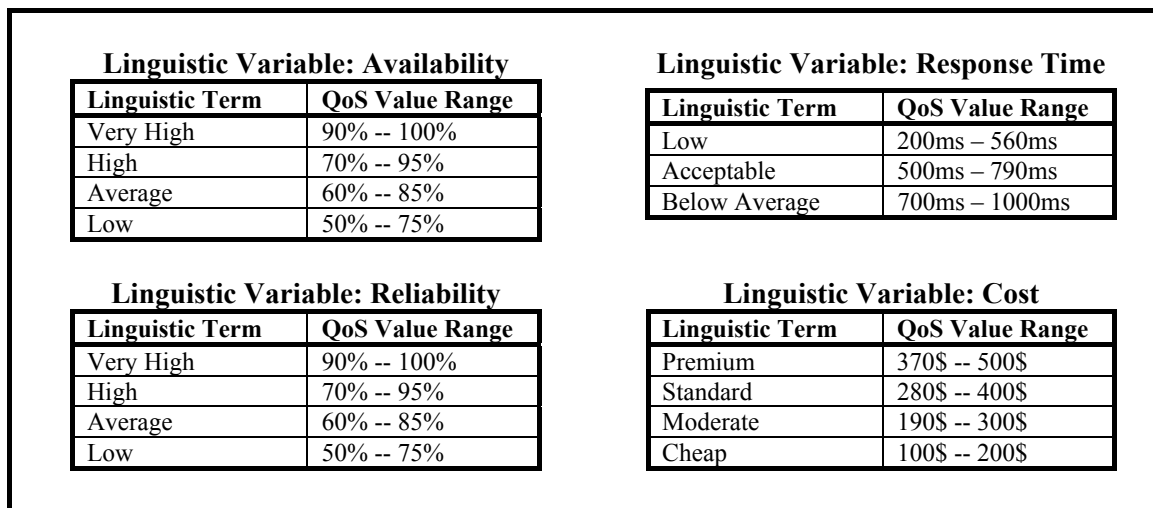 Linguistic Variable: Availability
Linguistic Term QoS Value Range
Very High 90% -- 100%
High 70% -- 95%
Average 60% -- 85%
Low 50% -- 75%
Linguistic Variable: Response Time
Linguistic Term QoS Value Range
Low 200ms – 560ms
Acceptable 500ms – 790ms
Below Average 700ms – 1000ms
Linguistic Variable: Reliability
Linguistic Term QoS Value Range
Very High 90% -- 100%
High 70% -- 95%
Average 60% -- 85%
Low 50% -- 75%
Linguistic Variable: Cost
Linguistic Term QoS Value Range
Premium 370$ -- 500$
Standard 280$ -- 400$
Moderate 190$ -- 300$
Cheap 100$ -- 200$